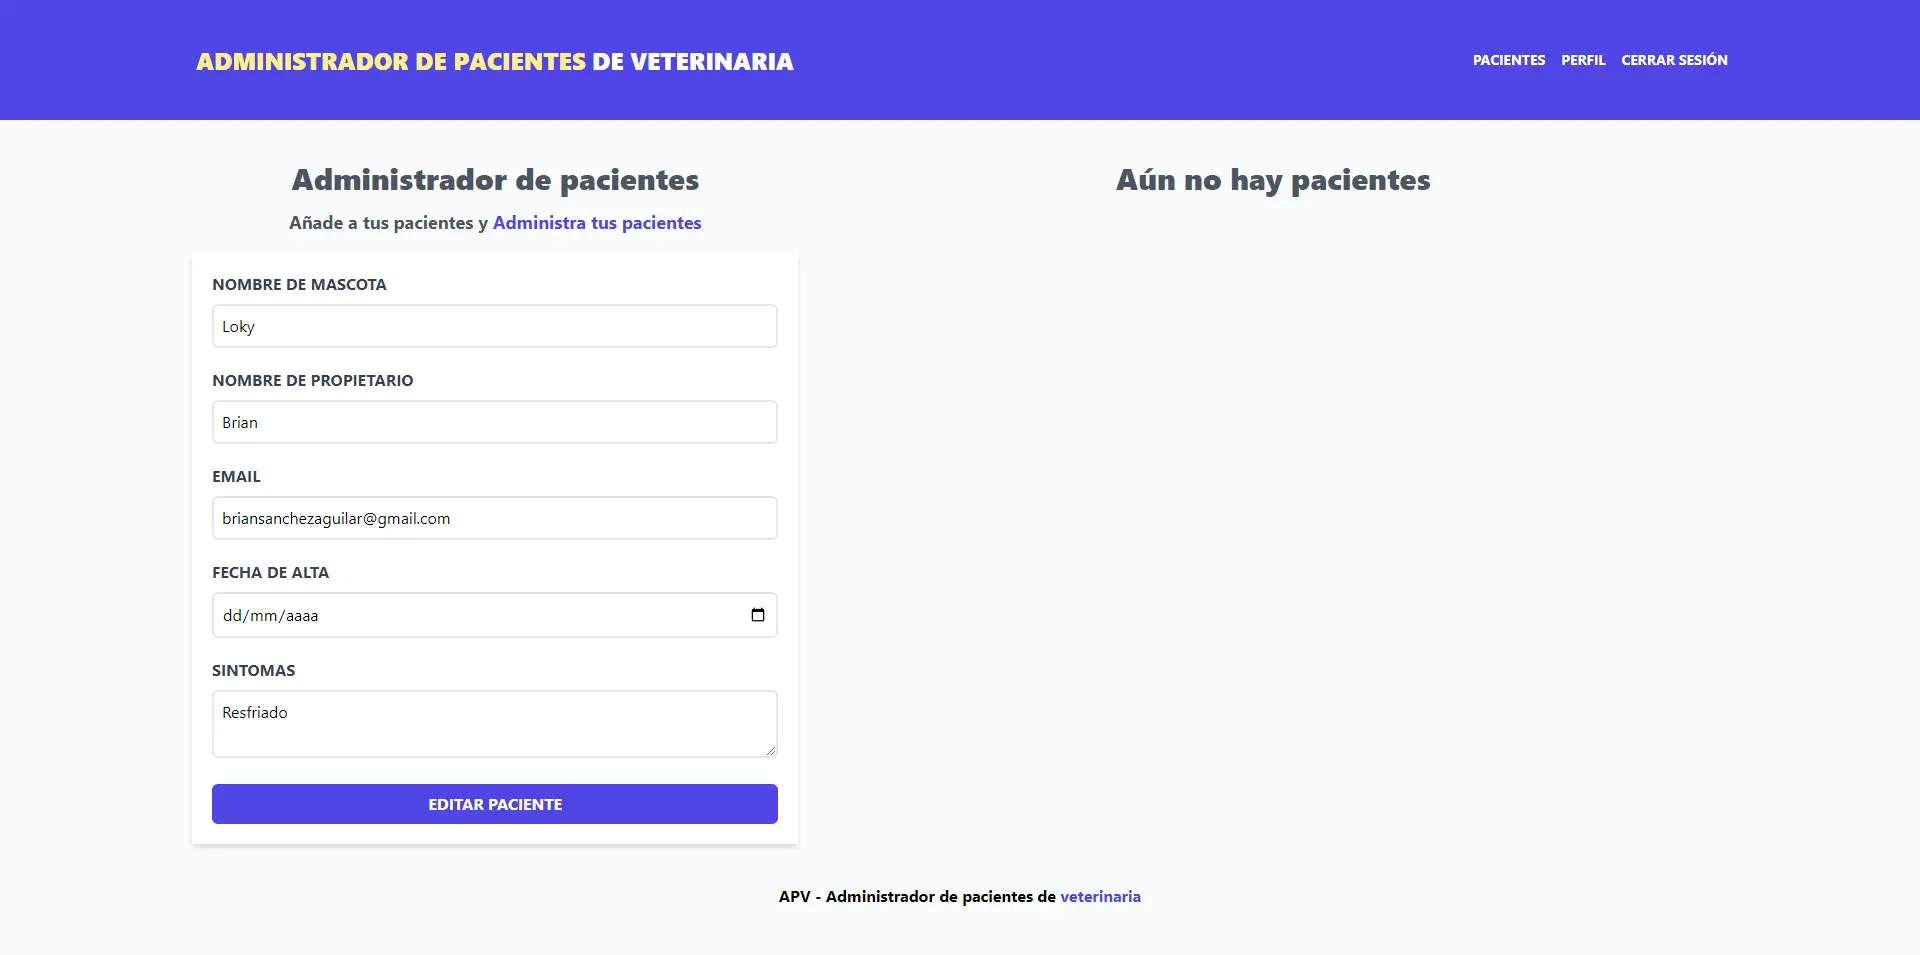 ADMINISTRADOR DE PACIENTES DE VETERINARIA
PACIENTES PERFIL CERRAR SESIÓN
Administrador de pacientes
Añade a tus pacientes y Administra tus pacientes
NOMBRE DE MASCOTA
Loky
NOMBRE DE PROPIETARIO
Brian
EMAIL
briansanchezaguilar@gmail.com
FECHA DE ALTA
dd/mm/aaaa
SINTOMAS
Resfriado
EDITAR PACIENTE
Aún no hay pacientes
APV - Administrador de pacientes de veterinaria